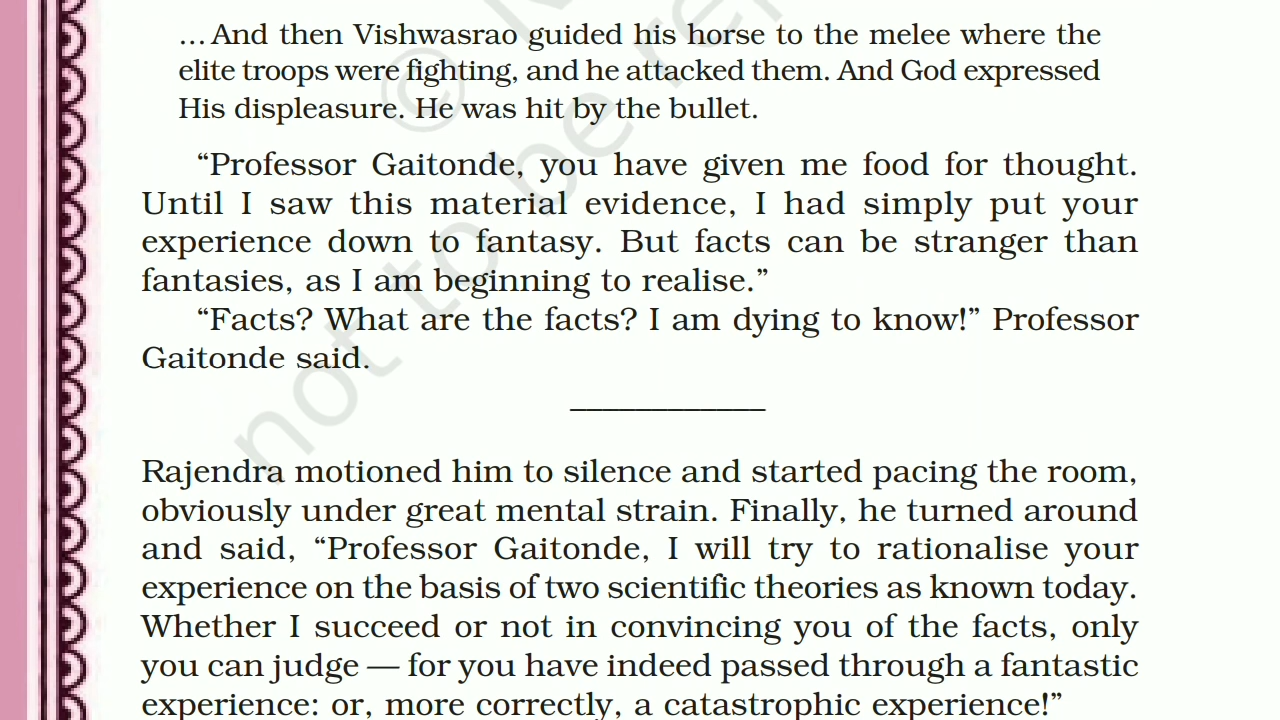 ...And then Vishwasrao guided his horse to the melee where the
elite troops were fighting, and he attacked them. And God expressed
His displeasure. He was hit by the bullet.
“Professor Gaitonde, you have given me food for thought.
Until I saw this material evidence, I had simply put your
experience down to fantasy. But facts can be stranger than
fantasies, as I am beginning to realise.”
“Facts? What are the facts? I am dying to know!” Professor
Gaitonde said.
Rajendra motioned him to silence and started pacing the room,
obviously under great mental strain. Finally, he turned around
and said, “Professor Gaitonde, I will try to rationalise your
experience on the basis of two scientific theories as known today.
Whether I succeed or not in convincing you of the facts, only
you can judge — for you have indeed passed through a fantastic
experience: or, more correctly, a catastrophic experience!”
©
not to be